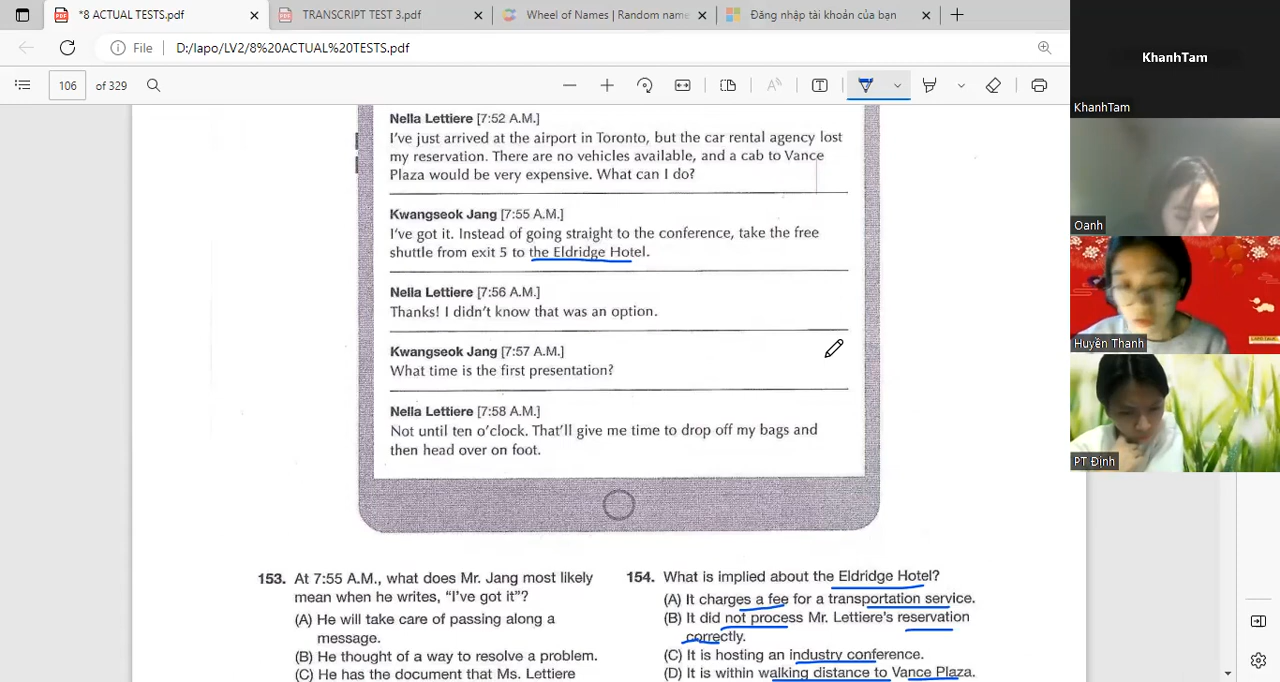 *8 ACTUAL TESTS.pdf
TRANSCRIPT TEST 3.pdf
Wheel of Names | Random name
Đăng nhập tài khoản của bạn
File D:/lapo/LV2/8%20ACTUAL%20TESTS.pdf
106 of 329
KhanhTam
KhanhTam
Oanh
Huyền Thanh
PT Định
Nella Lettiere [7:52 A.M.]
I've just arrived at the airport in Toronto, but the car rental agency lost
my reservation. There are no vehicles available, and a cab to Vance
Plaza would be very expensive. What can I do?
Kwangseok Jang [7:55 A.M.]
I've got it. Instead of going straight to the conference, take the free
shuttle from exit 5 to the Eldridge Hotel.
Nella Lettiere [7:56 A.M.]
Thanks! I didn't know that was an option.
Kwangseok Jang [7:57 A.M.]
What time is the first presentation?
Nella Lettiere [7:58 A.M.]
Not until ten o'clock. That'll give me time to drop off my bags and
then head over on foot.
153. At 7:55 A.M., what does Mr. Jang most likely
mean when he writes, "I've got it"?
(A) He will take care of passing along a
message.
(B) He thought of a way to resolve a problem.
(C) He has the document that Ms. Lettiere
154. What is implied about the Eldridge Hotel?
(A) It charges a fee for a transportation service.
(B) It did not process Mr. Lettiere's reservation
correctly.
(C) It is hosting an industry conference.
(D) It is within walking distance to Vance Plaza.